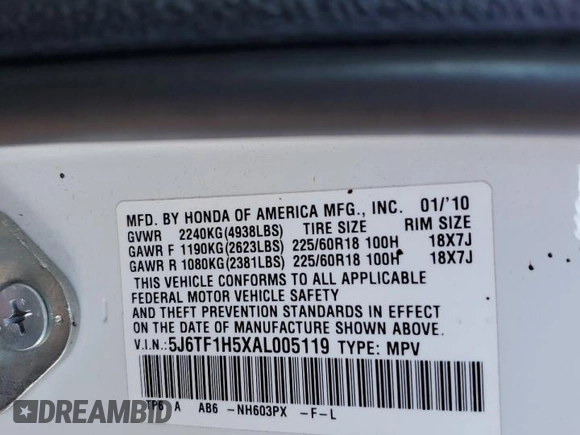 MFD. BY HONDA OF AMERICA MFG., INC. 01/'10
GVWR 2240KG(4938LBS) TIRE SIZE RIM SIZE
GAWR F 1190KG(2623LBS) 225/60R18 100H 18X7J
GAWR R 1080KG(2381LBS) 225/60R18 100H 18X7J
THIS VEHICLE CONFORMS TO ALL APPLICABLE
FEDERAL MOTOR VEHICLE SAFETY
AND THEFT PREVENTION STANDARDS IN EFFECT
ON THE DATE OF MANUFACTURE SHOWN ABOVE.
V.I.N.:5J6TF1H5XAL005119 TYPE: MPV
TP6 A AB6 -NH603PX -F-L
DREAMBID